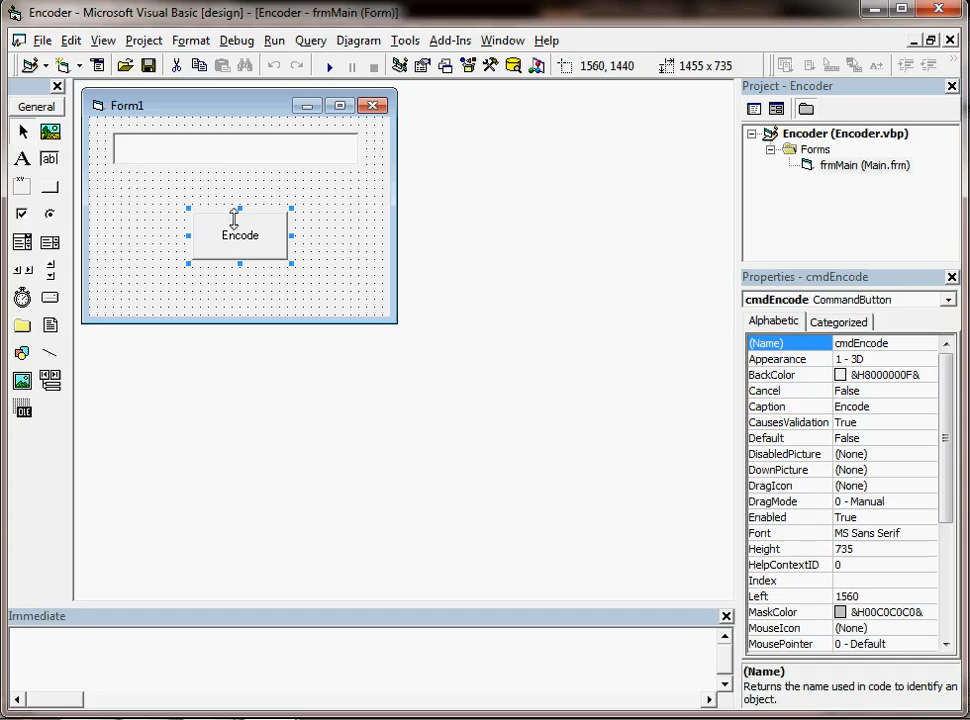 Encoder - Microsoft Visual Basic [design] - [Encoder - frmMain (Form)]
File Edit View Project Format Debug Run Query Diagram Tools Add-Ins Window Help
1560, 1440 1455 x 735
General
A ab|
xy
OLE
Form1
Encode
Immediate
Project - Encoder
Encoder (Encoder.vbp)
Forms
frmMain (Main.frm)
Properties - cmdEncode
cmdEncode CommandButton
Alphabetic Categorized
(Name) cmdEncode
Appearance 1 - 3D
BackColor &H8000000F&
Cancel False
Caption Encode
CausesValidation True
Default False
DisabledPicture (None)
DownPicture (None)
DragIcon (None)
DragMode 0 - Manual
Enabled True
Font MS Sans Serif
Height 735
HelpContextID 0
Index
Left 1560
MaskColor &H00C0C0C0&
MouseIcon (None)
MousePointer 0 - Default
(Name)
Returns the name used in code to identify an
object.